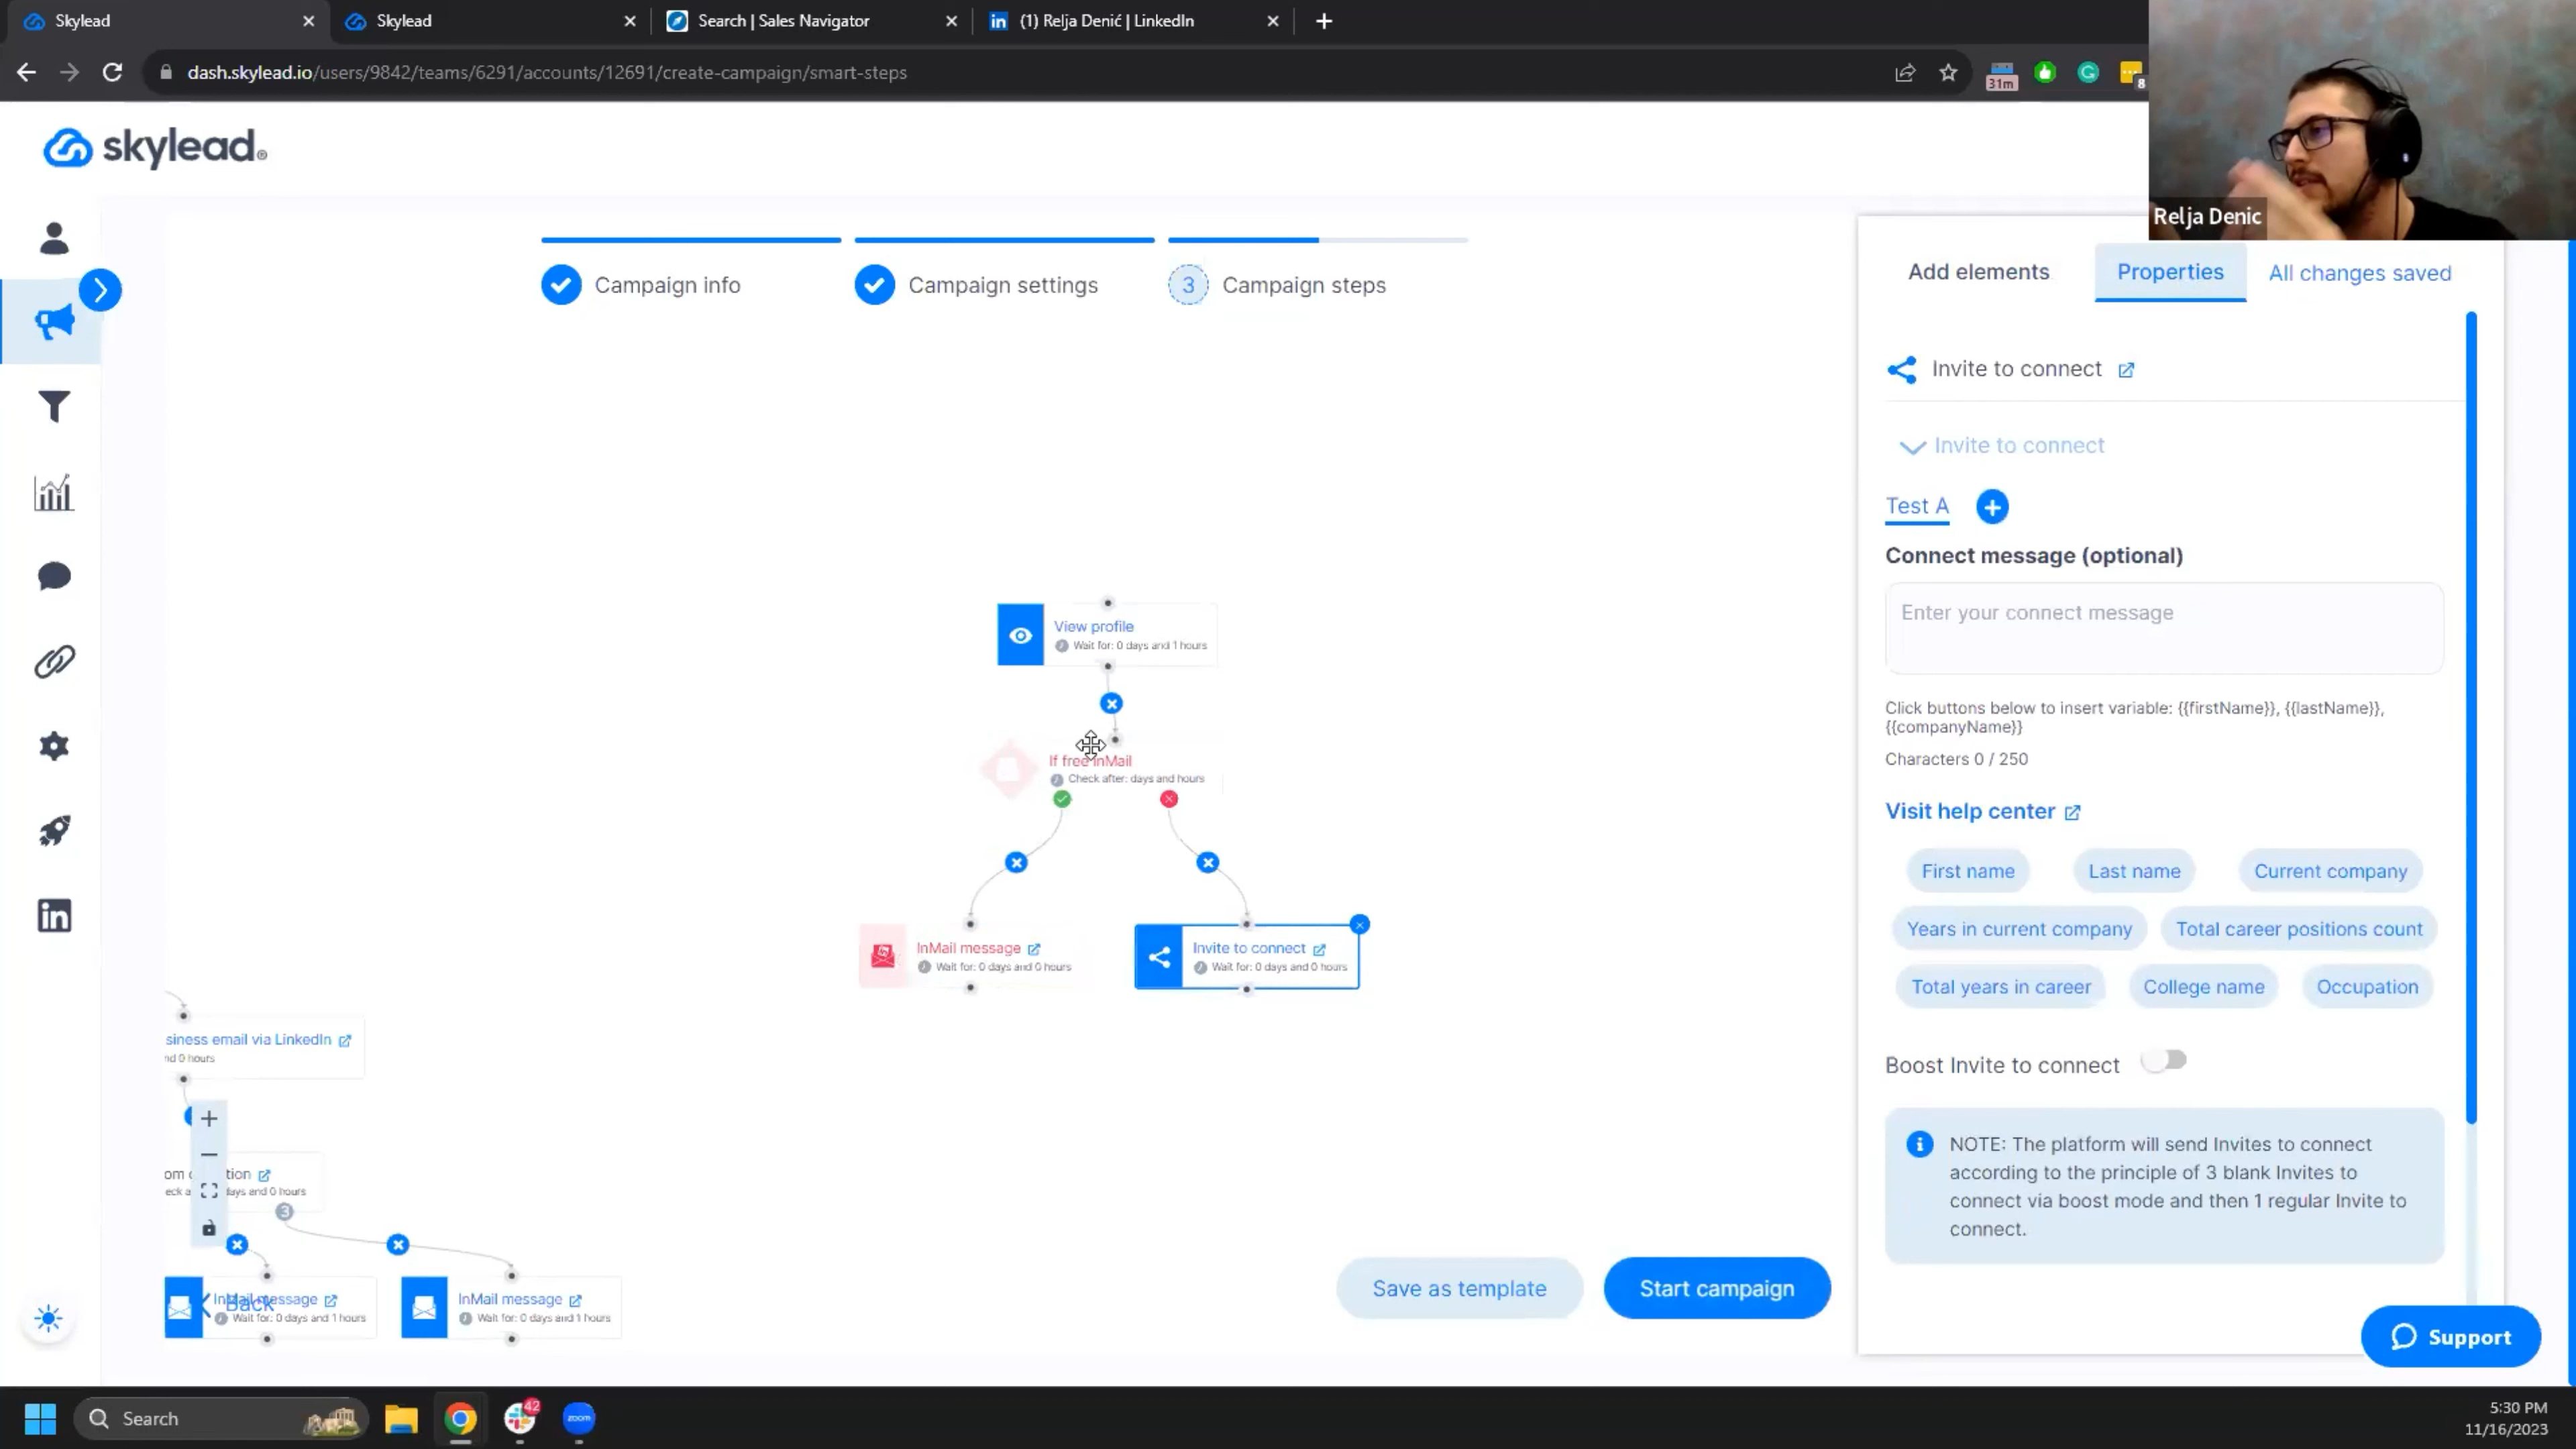 Skylead
Skylead
Search | Sales Navigator
(1) Relja Denić | LinkedIn
dash.skylead.io/users/9842/teams/6291/accounts/12691/create-campaign/smart-steps
31m
8
skylead®
Relja Denic
Campaign info
Campaign settings
3 Campaign steps
Add elements
Properties
All changes saved
Invite to connect
Invite to connect
Test A
Connect message (optional)
Enter your connect message
Click buttons below to insert variable: {{firstName}}, {{lastName}},
{{companyName}}
Characters 0 / 250
Visit help center
First name
Last name
Current company
Years in current company
Total career positions count
Total years in career
College name
Occupation
Boost Invite to connect
NOTE: The platform will send Invites to connect
according to the principle of 3 blank Invites to
connect via boost mode and then 1 regular Invite to
connect.
View profile
Wait for: 0 days and 1 hours
If free InMail
Check after: days and hours
InMail message
Wait for: 0 days and 0 hours
Invite to connect
Wait for: 0 days and 0 hours
siness email via LinkedIn
nd 0 hours
tion
days and 0 hours
3
InMail message
Wait for: 0 days and 1 hours
Back
InMail message
Wait for: 0 days and 1 hours
Save as template
Start campaign
Support
Search
42
zoom
5:30 PM
11/16/2023